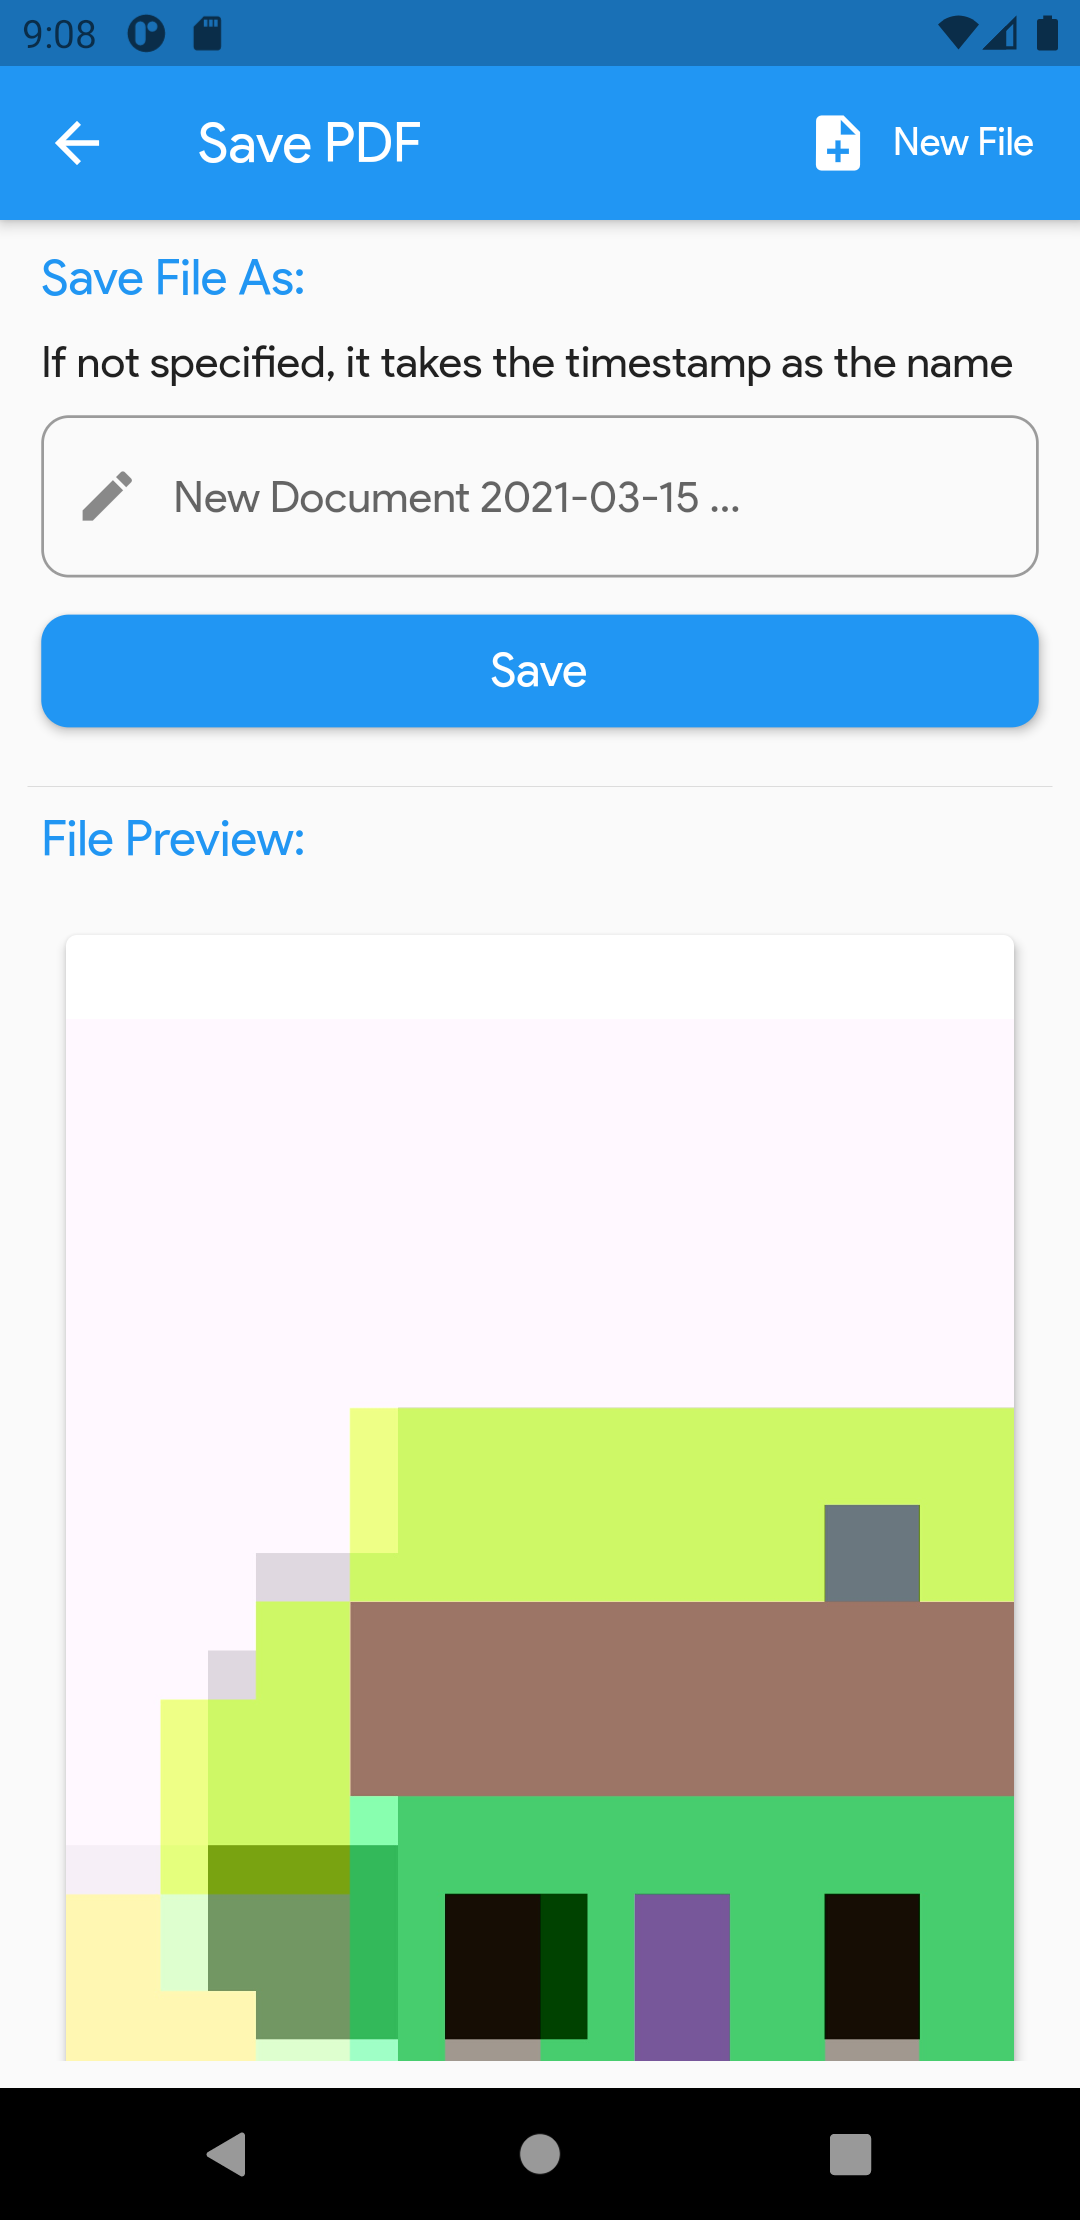 9:08
Save PDF
New File
Save File As:
If not specified, it takes the timestamp as the name
New Document 2021-03-15 ...
Save
File Preview: